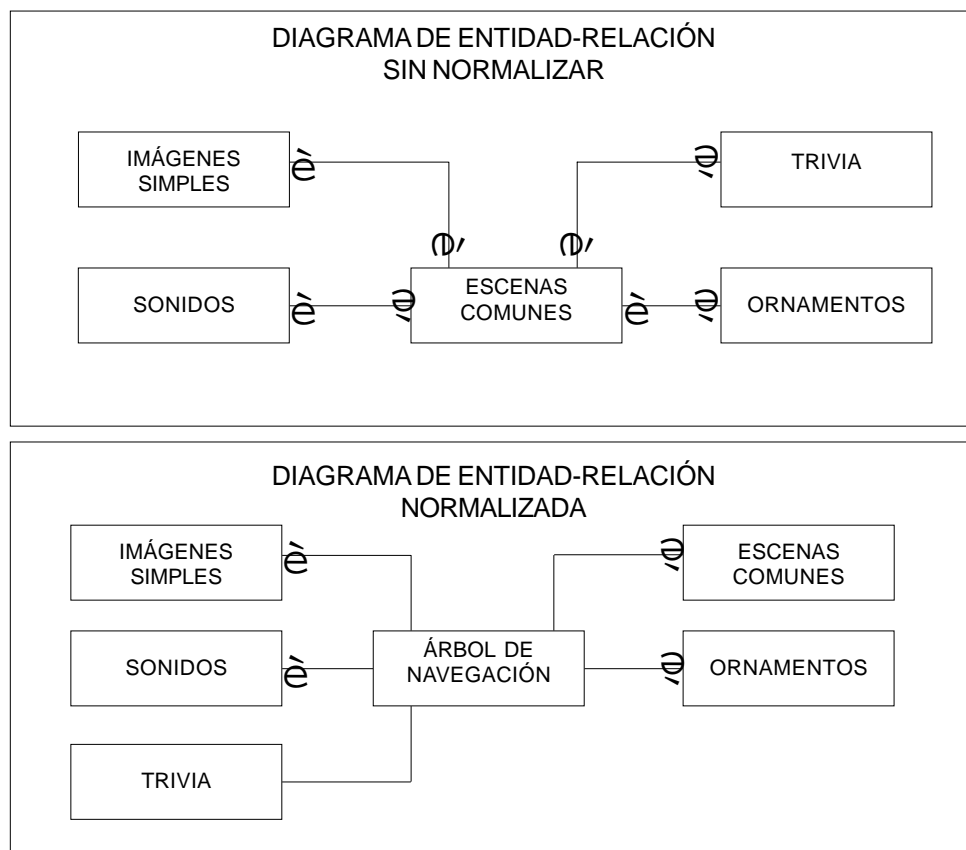 DIAGRAMA DE ENTIDAD-RELACIÓN
SIN NORMALIZAR
IMÁGENES
SIMPLES
è
è
TRIVIA
è
è
SONIDOS
è
è
ESCENAS
COMUNES
è
è
ORNAMENTOS
DIAGRAMA DE ENTIDAD-RELACIÓN
NORMALIZADA
IMÁGENES
SIMPLES
è
è
ESCENAS
COMUNES
SONIDOS
è
ÁRBOL DE
NAVEGACIÓN
è
ORNAMENTOS
TRIVIA